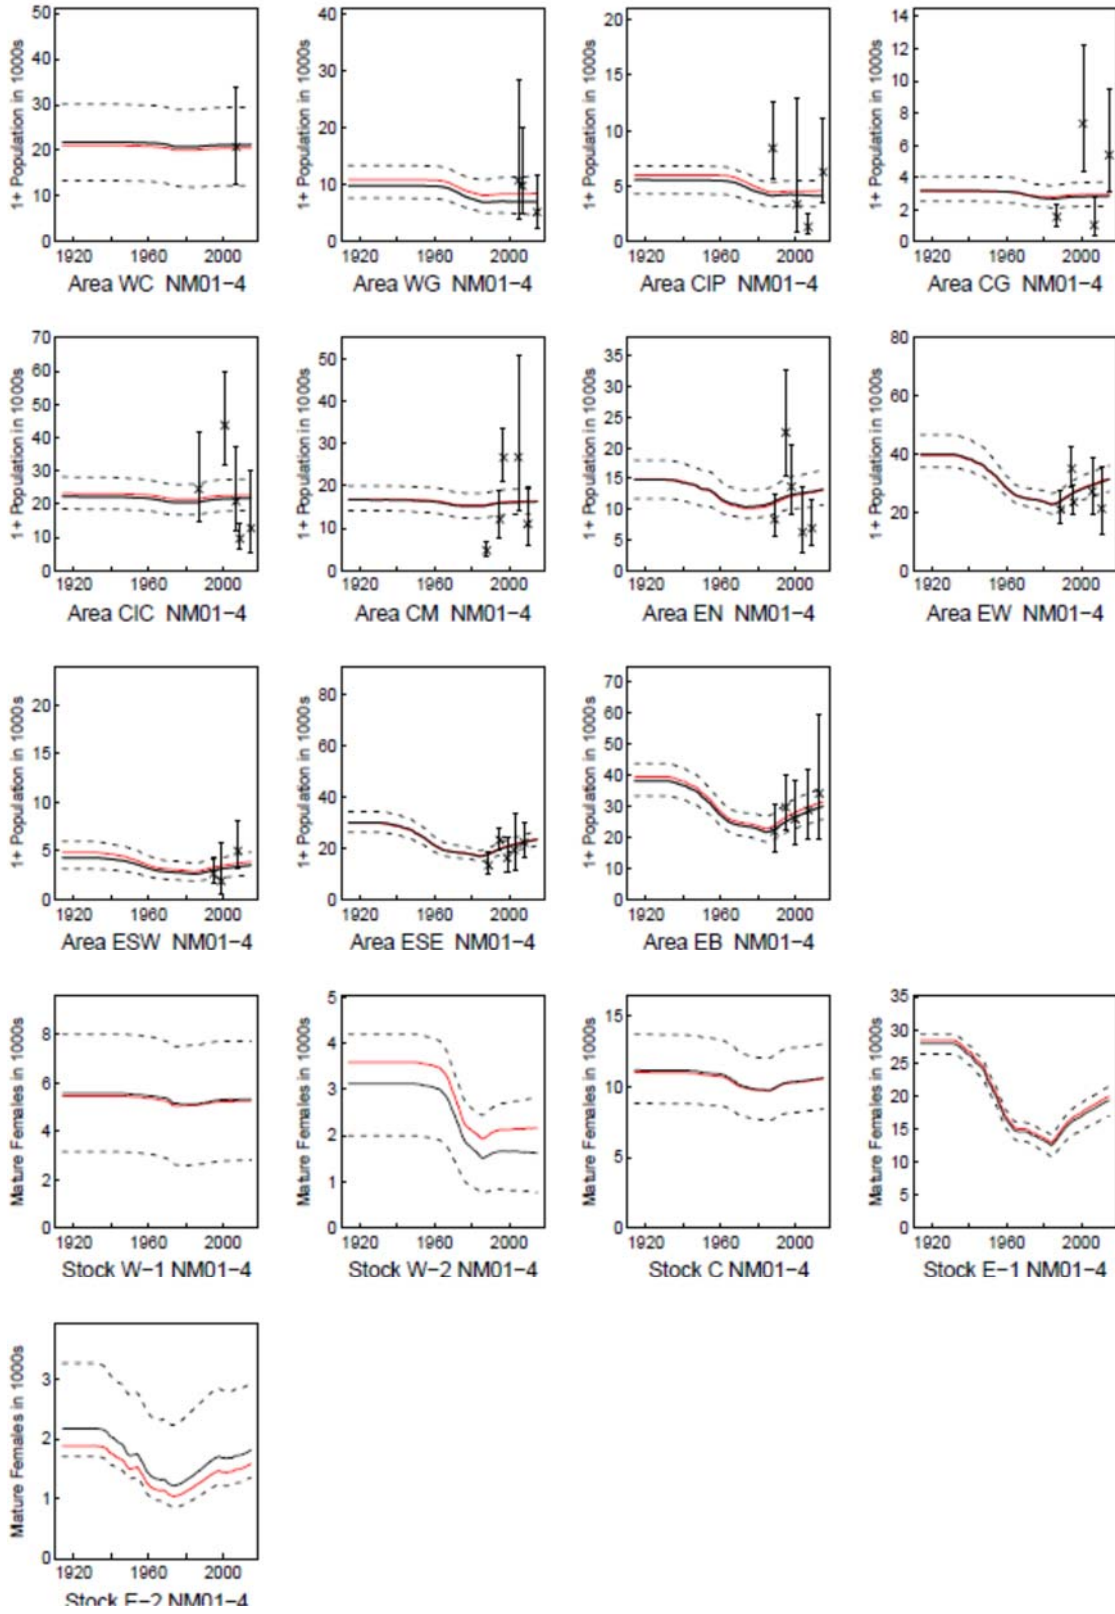 1+ Population in 1000s
50
40
30
20
10
0
1920 1960 2000
Area WC NM01−4
1+ Population in 1000s
40
30
20
10
0
1920 1960 2000
Area WG NM01−4
1+ Population in 1000s
20
15
10
5
0
1920 1960 2000
Area CIP NM01−4
1+ Population in 1000s
14
12
10
8
6
4
2
0
1920 1960 2000
Area CG NM01−4
1+ Population in 1000s
70
60
50
40
30
20
10
0
1920 1960 2000
Area CIC NM01−4
1+ Population in 1000s
50
40
30
20
10
0
1920 1960 2000
Area CM NM01−4
1+ Population in 1000s
35
30
25
20
15
10
5
0
1920 1960 2000
Area EN NM01−4
1+ Population in 1000s
80
60
40
20
0
1920 1960 2000
Area EW NM01−4
1+ Population in 1000s
20
15
10
5
0
1920 1960 2000
Area ESW NM01−4
1+ Population in 1000s
80
60
40
20
0
1920 1960 2000
Area ESE NM01−4
1+ Population in 1000s
70
60
50
40
30
20
10
0
1920 1960 2000
Area EB NM01−4
Mature Females in 1000s
8
6
4
2
0
1920 1960 2000
Stock W−1 NM01−4
Mature Females in 1000s
5
4
3
2
1
0
1920 1960 2000
Stock W−2 NM01−4
Mature Females in 1000s
15
10
5
0
1920 1960 2000
Stock C NM01−4
Mature Females in 1000s
35
30
25
20
15
10
5
0
1920 1960 2000
Stock E−1 NM01−4
Mature Females in 1000s
3
2
1
0
1920 1960 2000
Stock E−2 NM01−4